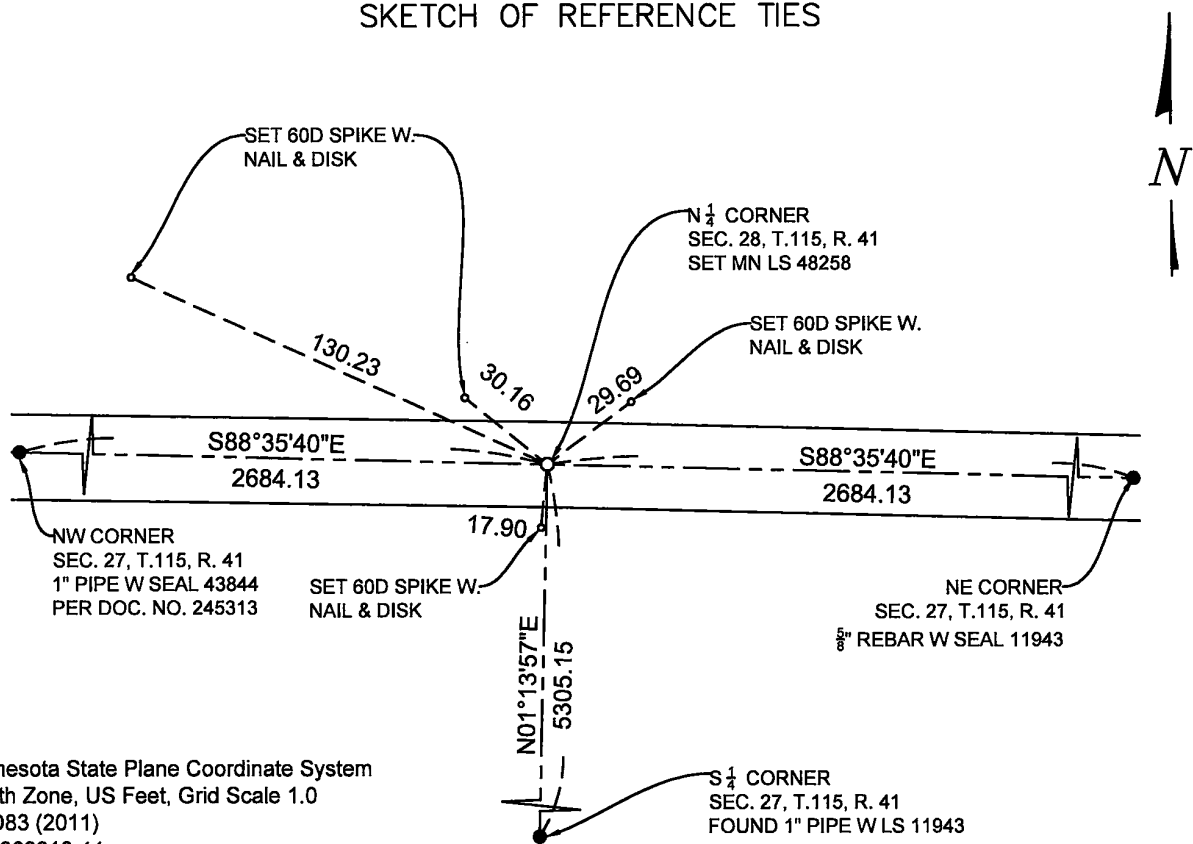 SKETCH OF REFERENCE TIES
N
SET 60D SPIKE W.
NAIL & DISK
N 1/4 CORNER
SEC. 28, T.115, R. 41
SET MN LS 48258
SET 60D SPIKE W.
NAIL & DISK
130.23
30.16
29.69
S88°35'40"E
2684.13
S88°35'40"E
2684.13
17.90
NW CORNER
SEC. 27, T.115, R. 41
1" PIPE W SEAL 43844
PER DOC. NO. 245313
SET 60D SPIKE W.
NAIL & DISK
NE CORNER
SEC. 27, T.115, R. 41
5/8" REBAR W SEAL 11943
N01°13'57"E
5305.15
S 1/4 CORNER
SEC. 27, T.115, R. 41
FOUND 1" PIPE W LS 11943
nesota State Plane Coordinate System
th Zone, US Feet, Grid Scale 1.0
083 (2011)